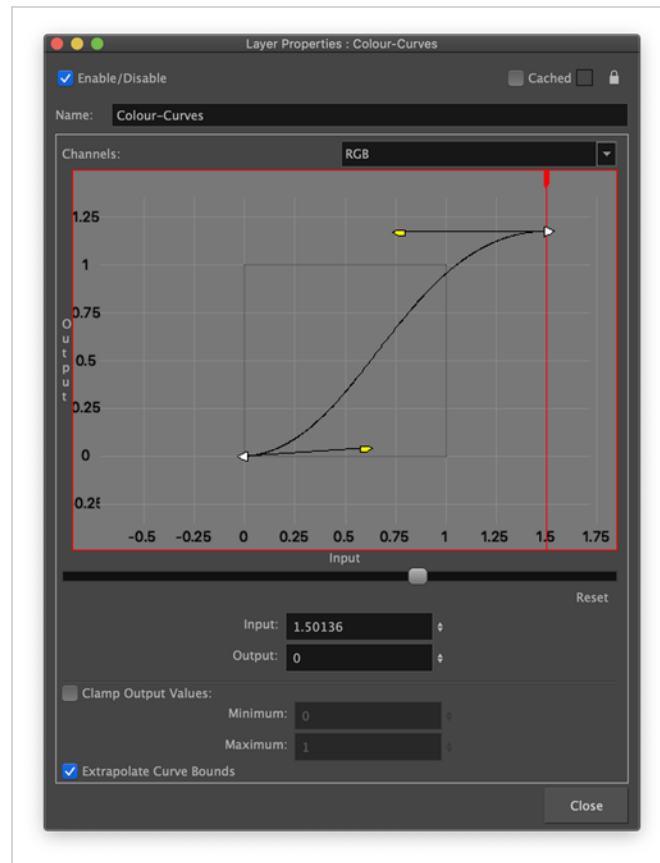 Layer Properties : Colour-Curves
Enable/Disable
Cached
Name: Colour-Curves
Channels: RGB
1.25
1
0.75
0.5
0.25
0
0.25
Output
-0.5 -0.25 0 0.25 0.5 0.75 1 1.25 1.5 1.75
Input
Reset
Input: 1.50136
Output: 0
Clamp Output Values:
Minimum: 0
Maximum: 1
Extrapolate Curve Bounds
Close